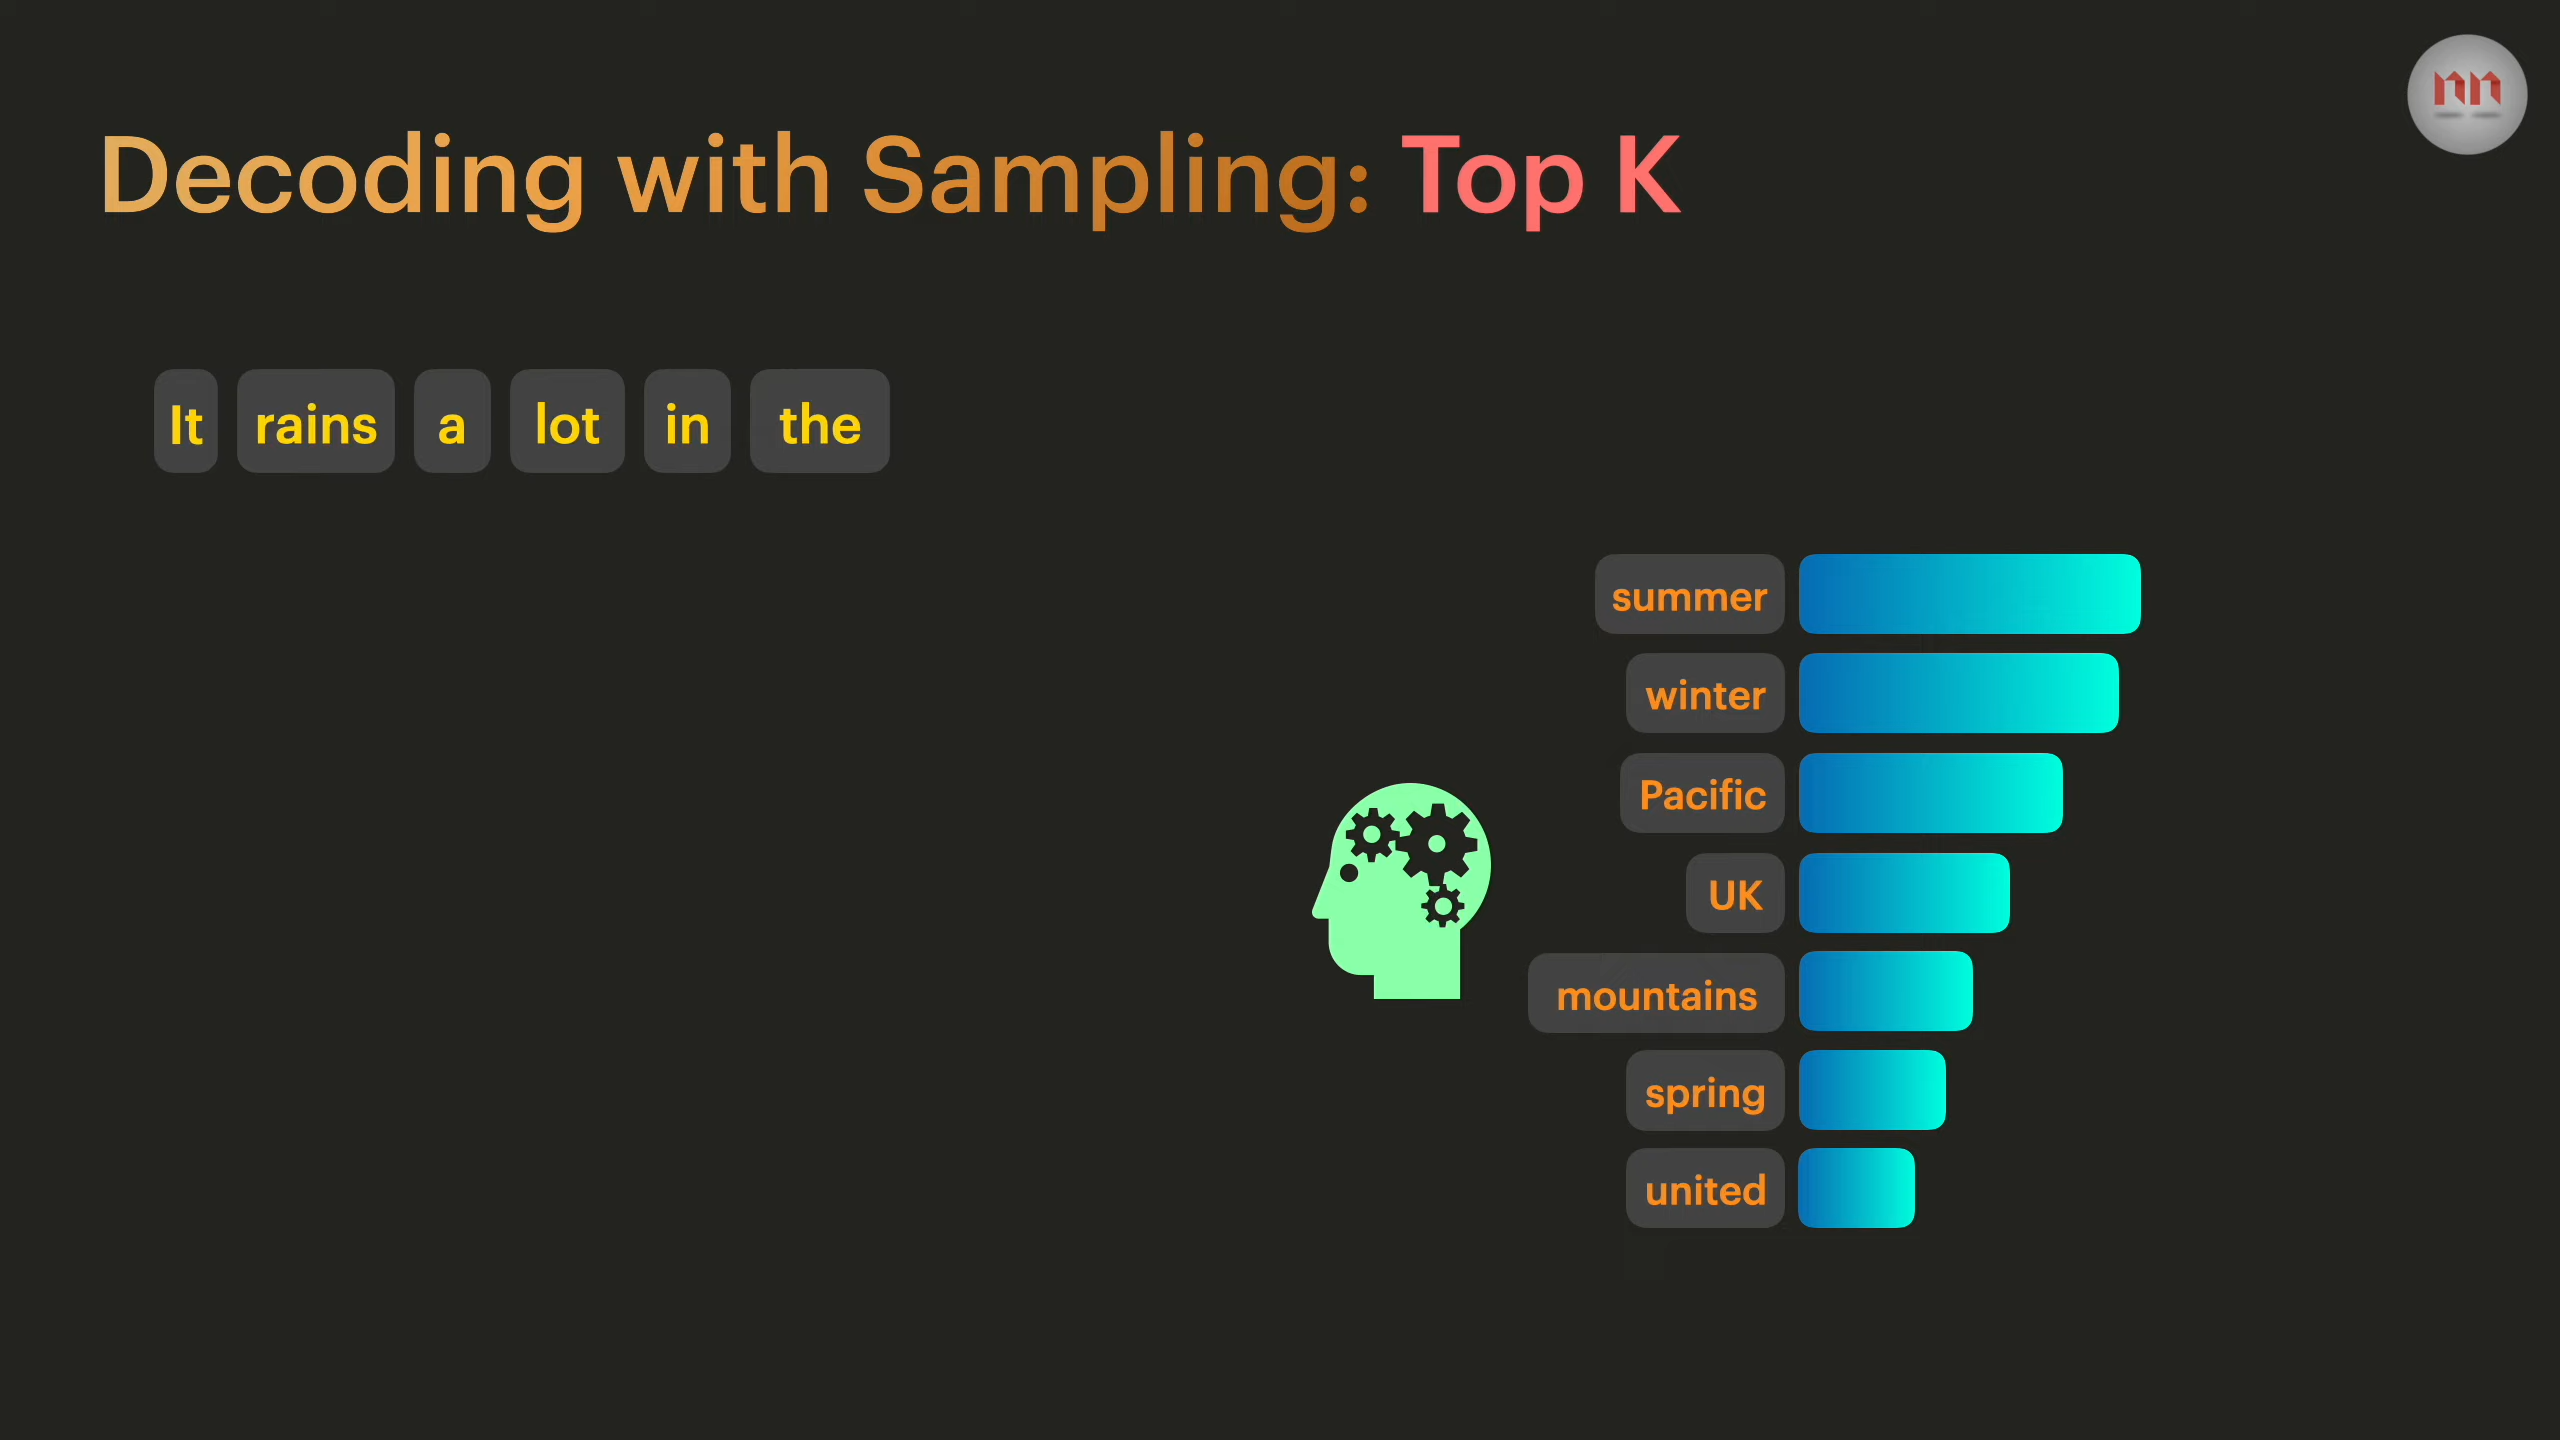 Decoding with Sampling: Top K
It rains a lot in the
summer
winter
Pacific
UK
mountains
spring
united